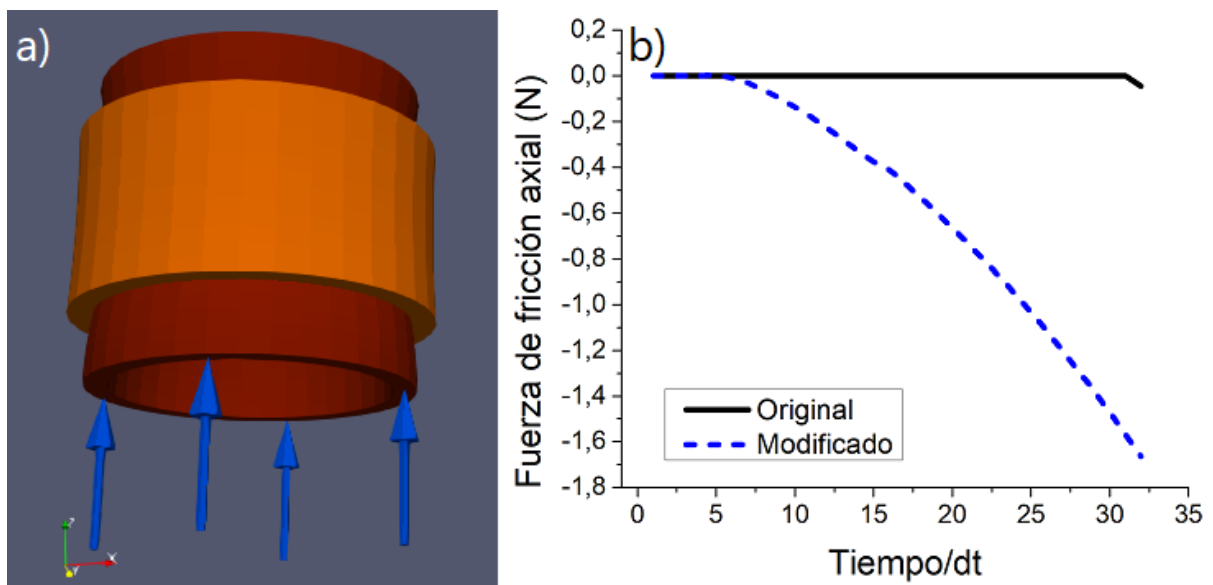 a)
Z
X
Y
b)
Fuerza de fricción axial (N)
0,2
0,0
-0,2
-0,4
-0,6
-0,8
-1,0
-1,2
-1,4
-1,6
-1,8
Original
Modificado
0 5 10 15 20 25 30 35
Tiempo/dt